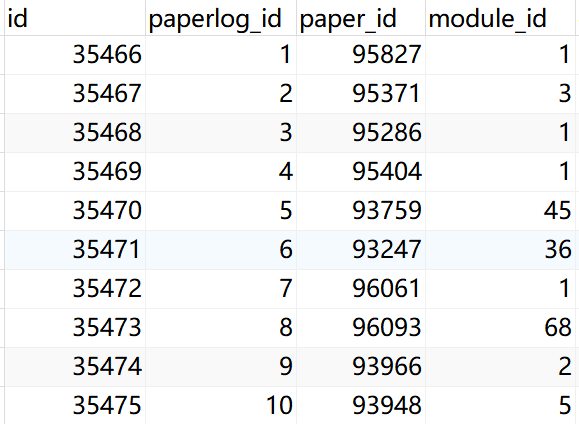 id paperlog_id paper_id module_id
35466 1 95827 1
35467 2 95371 3
35468 3 95286 1
35469 4 95404 1
35470 5 93759 45
35471 6 93247 36
35472 7 96061 1
35473 8 96093 68
35474 9 93966 2
35475 10 93948 5